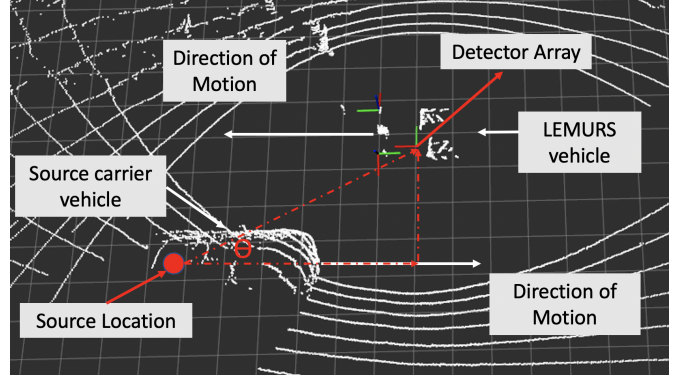 Direction of
Motion
Detector Array
LEMURS
vehicle
Source carrier
vehicle
Θ
Source Location
Direction of
Motion